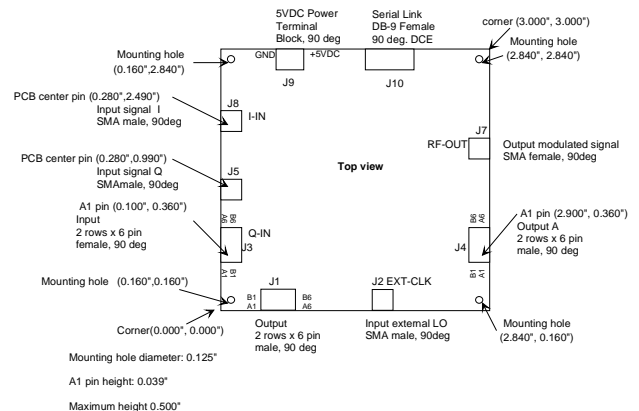 5VDC Power
Terminal
Block, 90 deg
Serial Link
DB-9 Female
90 deg. DCE
corner (3.000", 3.000")
Mounting hole
(0.160",2.840")
GND
+5VDC
Mounting hole
(2.840", 2.840")
J9
J10
PCB center pin (0.280",2.490")
Input signal I
SMA male, 90deg
J8
I-IN
J7
RF-OUT
Output modulated signal
SMA female, 90deg
PCB center pin (0.280",0.990")
Input signal Q
SMAmale, 90deg
J5
Top view
A1 pin (0.100", 0.360")
Input
2 rows x 6 pin
female, 90 deg
A6
B6
Q-IN
J3
A1
B1
B6
A6
J4
B1
A1
A1 pin (2.900", 0.360")
Output A
2 rows x 6 pin
male, 90 deg
Mounting hole (0.160",0.160")
J1
B1
A1
B6
A6
J2 EXT-CLK
Corner(0.000", 0.000")
Output
2 rows x 6 pin
male, 90 deg
Input external LO
SMA male, 90deg
Mounting hole
(2.840", 0.160")
Mounting hole diameter: 0.125"
A1 pin height: 0.039"
Maximum height 0.500"